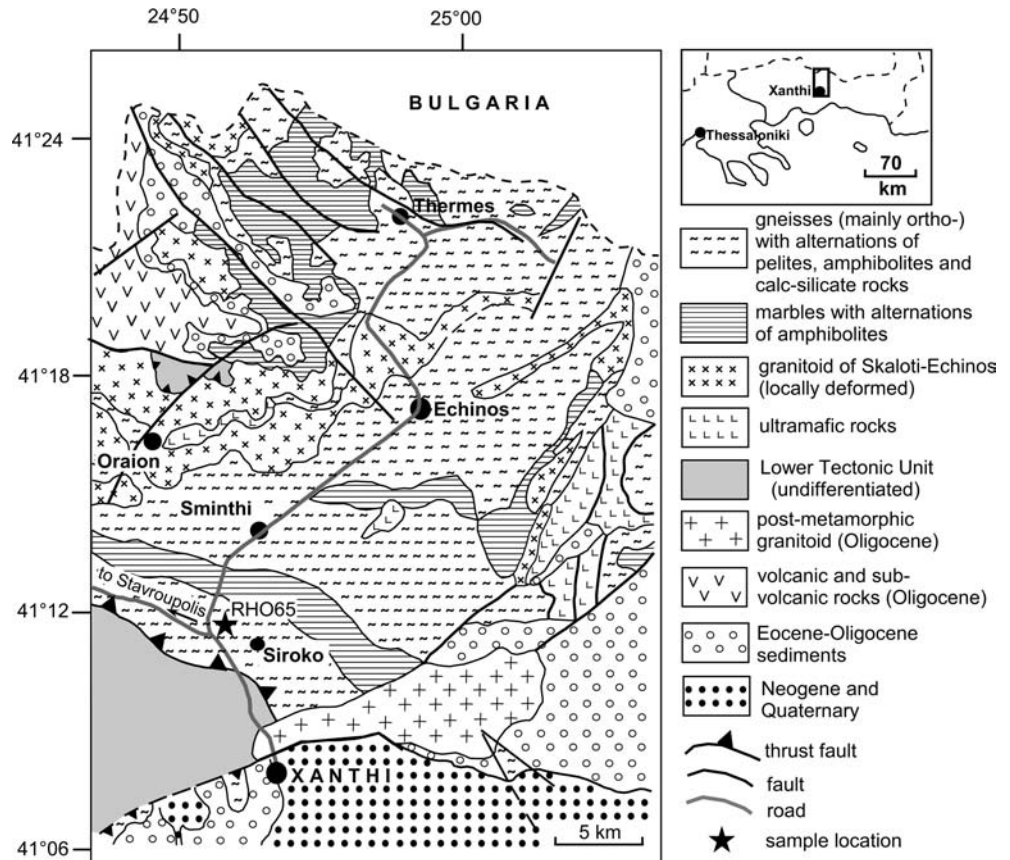 24°50
25°00
BULGARIA
41°24
Thermes
41°18
Echinos
Oraion
Sminthi
to Stavroupolis
RHO65
41°12
Siroko
XANTHI
5 km
41°06
Xanthi
Thessaloniki
70
km
gneisses (mainly ortho-)
with alternations of
pelites, amphibolites and
calc-silicate rocks
marbles with alternations
of amphibolites
granitoid of Skaloti-Echinos
(locally deformed)
ultramafic rocks
Lower Tectonic Unit
(undifferentiated)
post-metamorphic
granitoid (Oligocene)
volcanic and sub-
volcanic rocks (Oligocene)
Eocene-Oligocene
sediments
Neogene and
Quaternary
thrust fault
fault
road
sample location